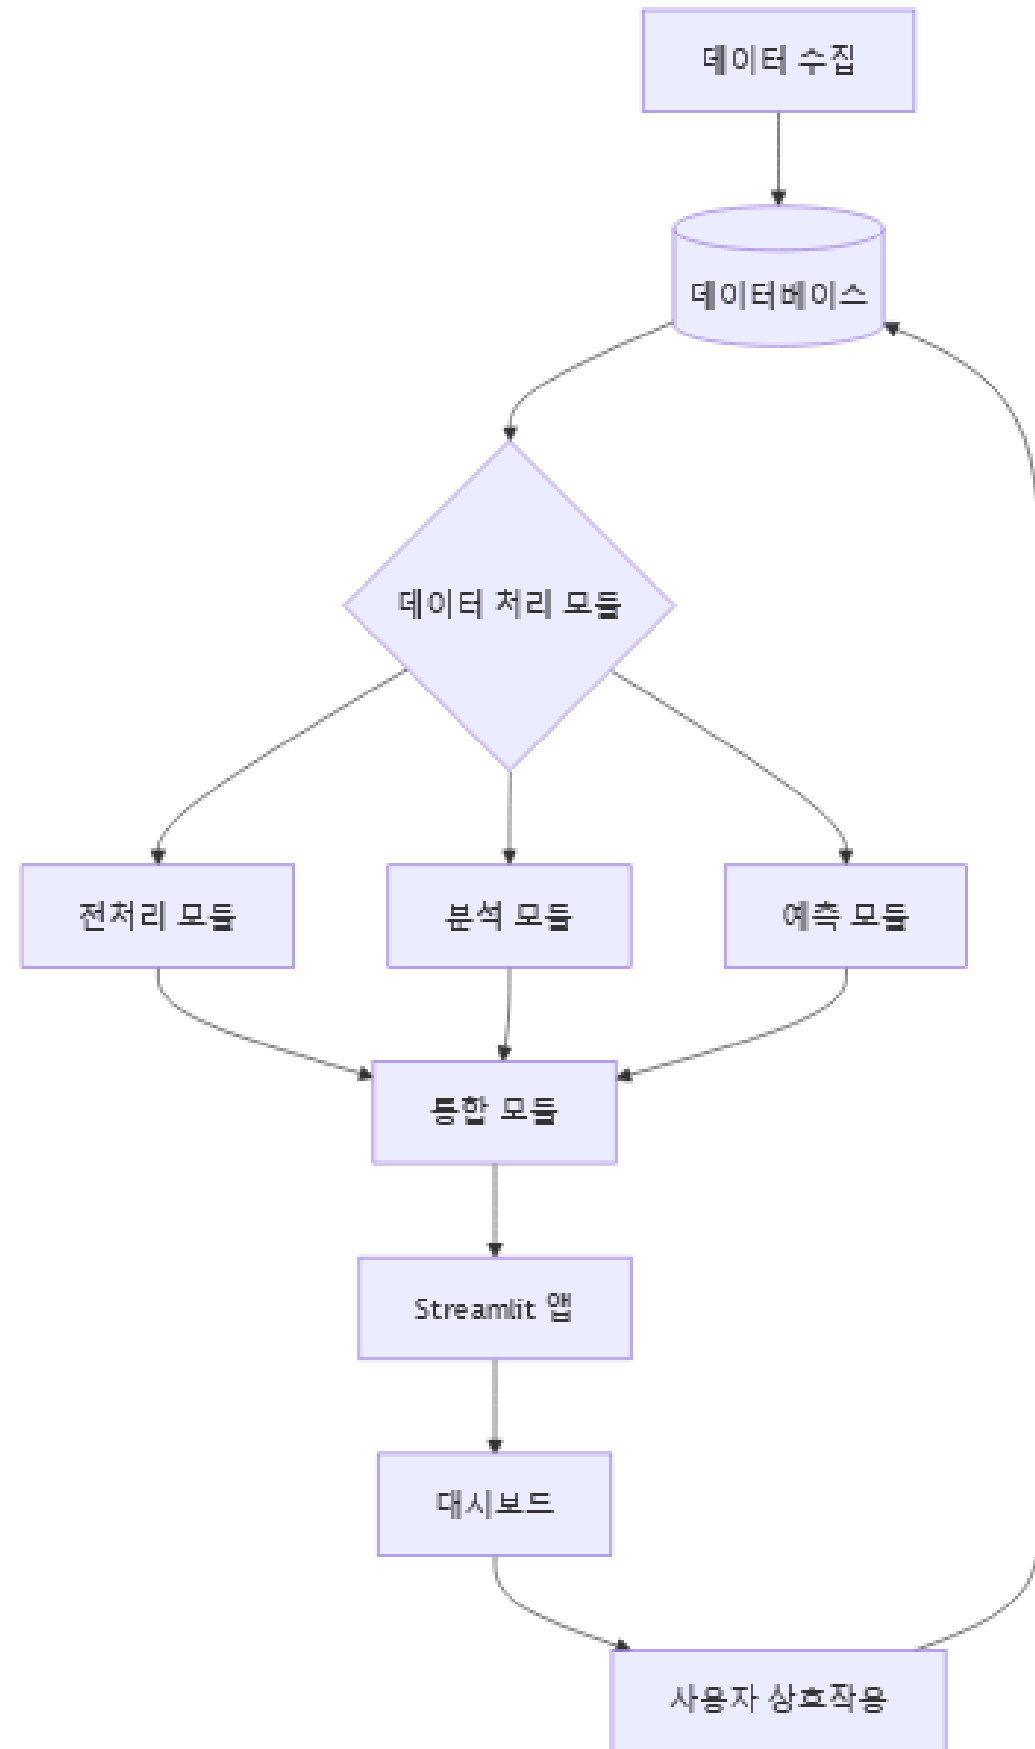 데이터 수집
데이터베이스
데이터 처리 모듈
전처리 모듈
분석 모듈
예측 모듈
통합 모듈
Streamlit 앱
대시보드
사용자 상호작용